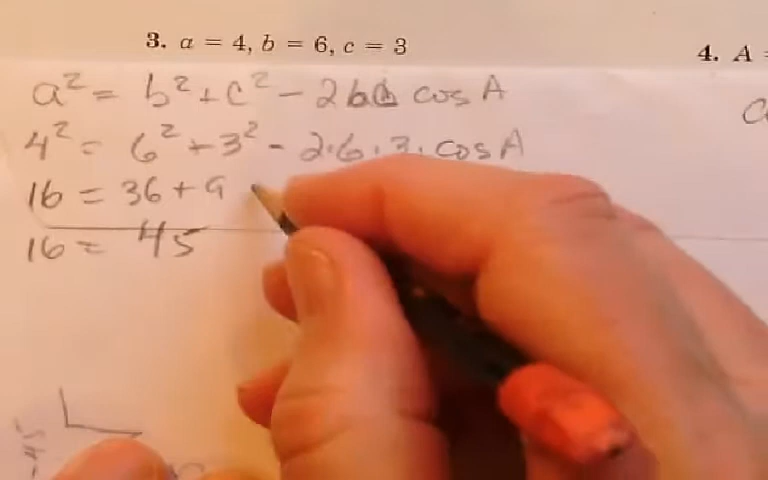 3. a = 4, b = 6, c = 3
4. A =
a² = b² + c² - 2bc cos A
4² = 6² + 3² - 2·6·3·cos A
16 = 36 + 9
16 = 45